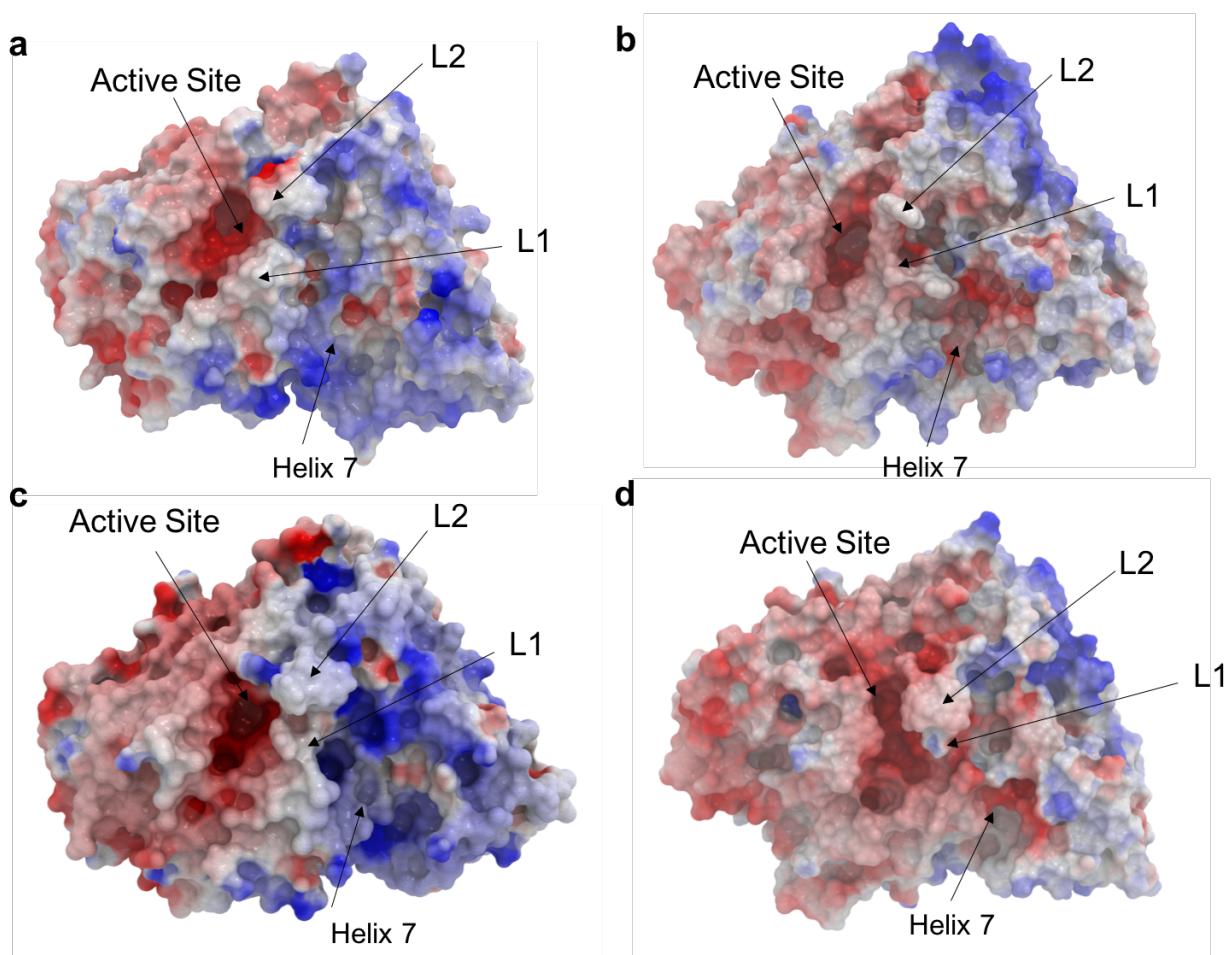 a
Active Site
L2
L1
Helix 7
b
Active Site
L2
L1
Helix 7
c
Active Site
L2
L1
Helix 7
d
Active Site
L2
L1
Helix 7